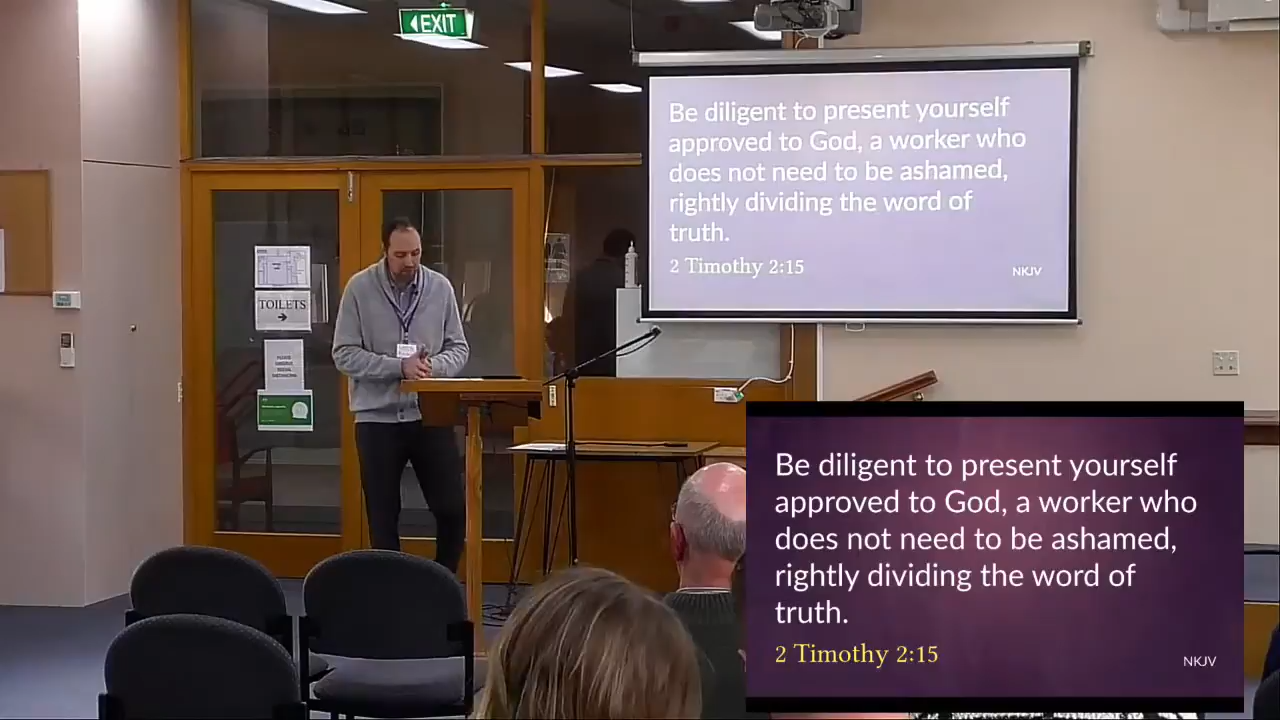 EXIT
Be diligent to present yourself
approved to God, a worker who
does not need to be ashamed,
rightly dividing the word of
truth.
2 Timothy 2:15
NKJV
TOILETS
Be diligent to present yourself
approved to God, a worker who
does not need to be ashamed,
rightly dividing the word of
truth.
2 Timothy 2:15
NKJV